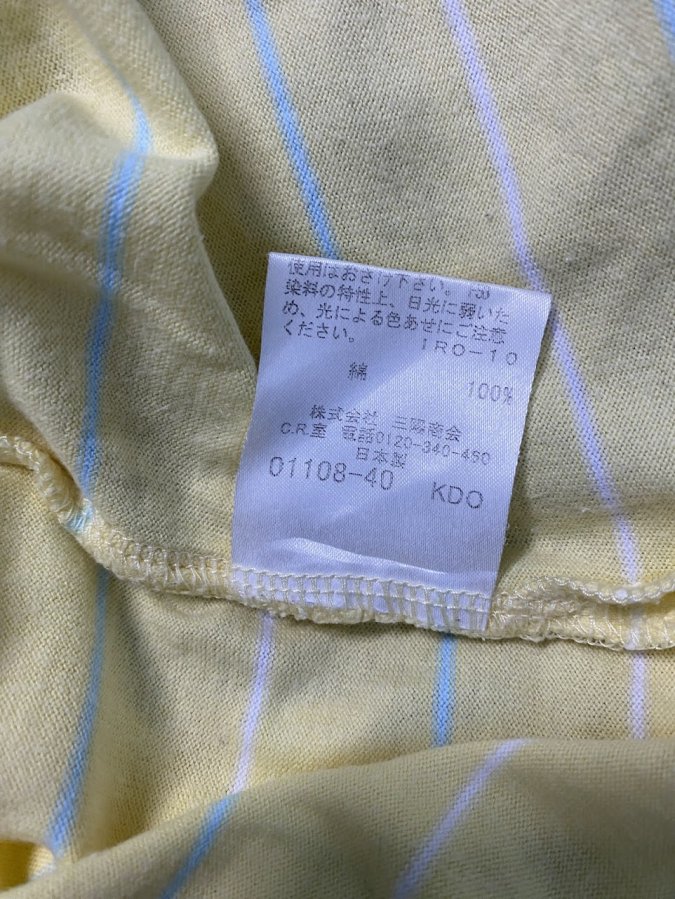 使用はおさけ下さい。F39
染料の特性上、日光に弱いた
め、光による色あせにご注意
ください。 IRO-10
綿 100%
株式会社 三陽商会
C.R.室 電話0120-340-460
日本製
01108-40 KDO